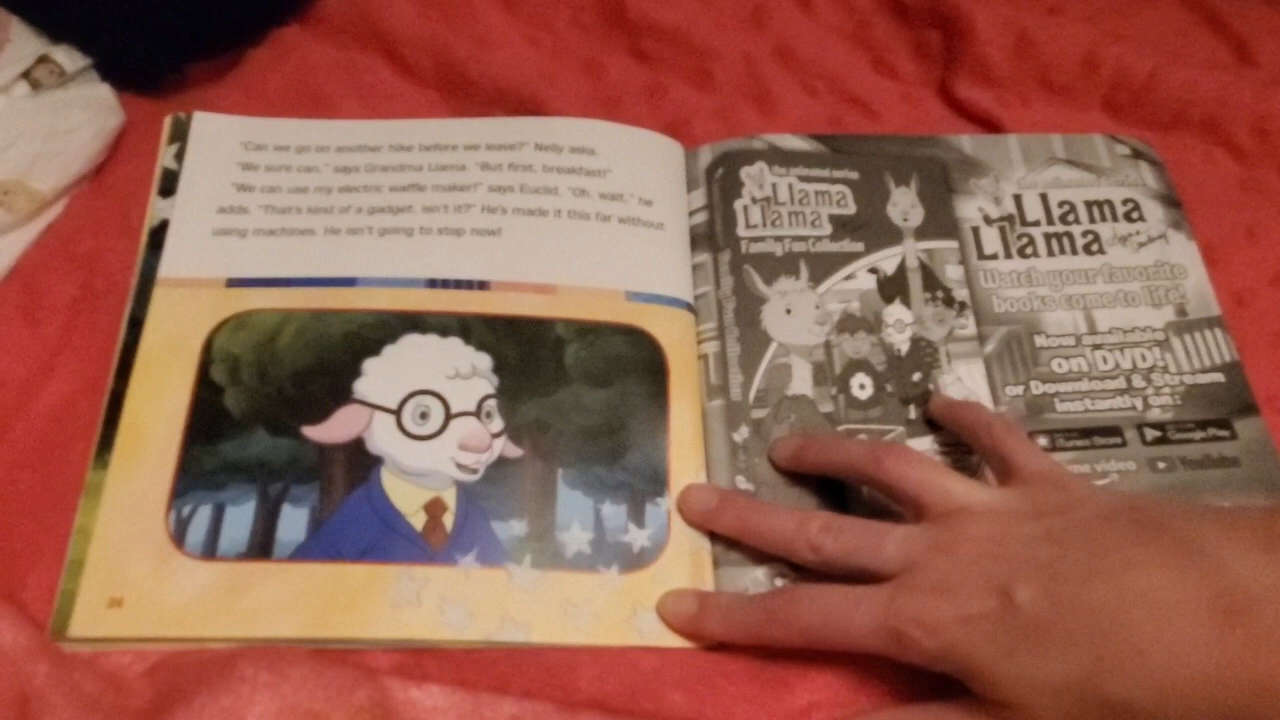 "Can we go on another hike before we leave?" Nelly asks.
"We sure can," says Grandma Llama. "But first, breakfast!"
"We can use my electric waffle maker!" says Euclid. "Oh, wait," he
adds. "That's kind of a gadget, isn't it?" He's made it this far without
using machines. He isn't going to stop now!
24
the animated series
Llama
Llama
Family Fun Collection
Llama
Llama
Watch your favorite
books come to life!
Now available
on DVD!
or Download & Stream
instantly on:
iTunes Store
Google Play
video
YouTube